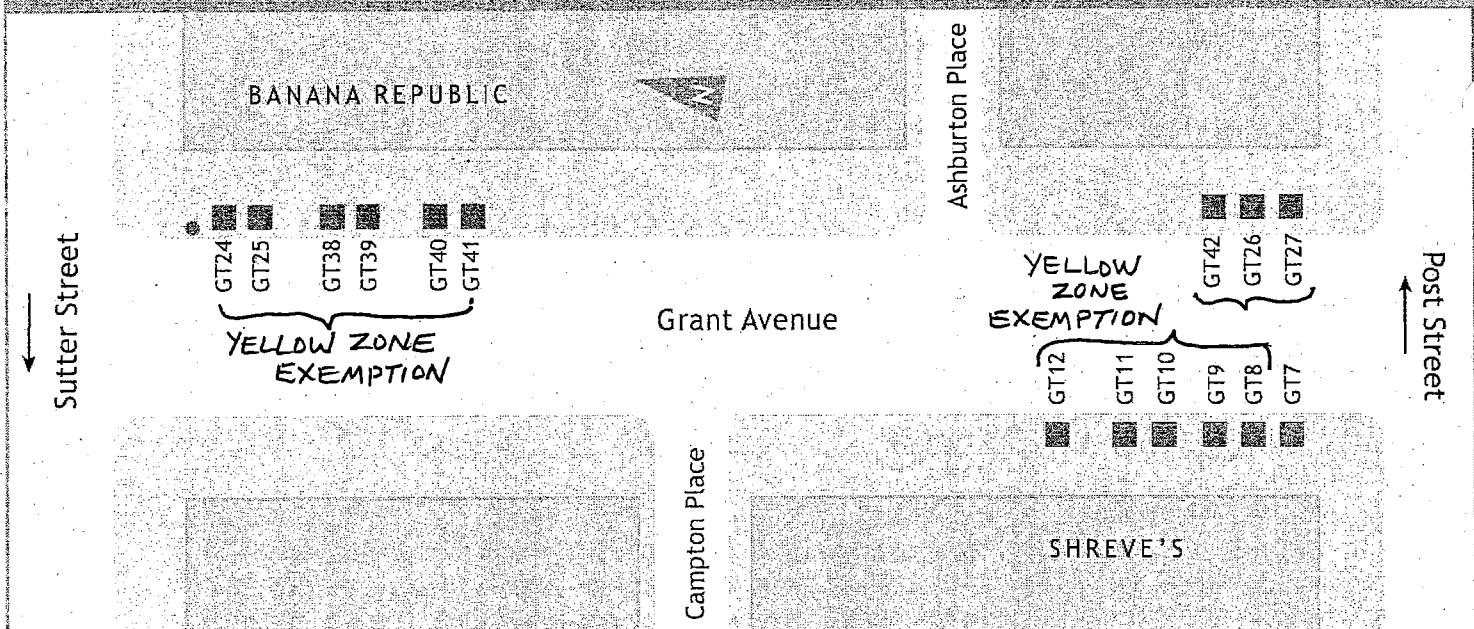 BANANA REPUBLIC
N
Ashburton Place
Sutter Street
GT24
GT25
GT38
GT39
GT40
GT41
YELLOW ZONE
EXEMPTION
Grant Avenue
GT42
GT26
GT27
YELLOW
ZONE
EXEMPTION
GT12
GT11
GT10
GT9
GT8
GT7
Post Street
Campton Place
SHREVE'S